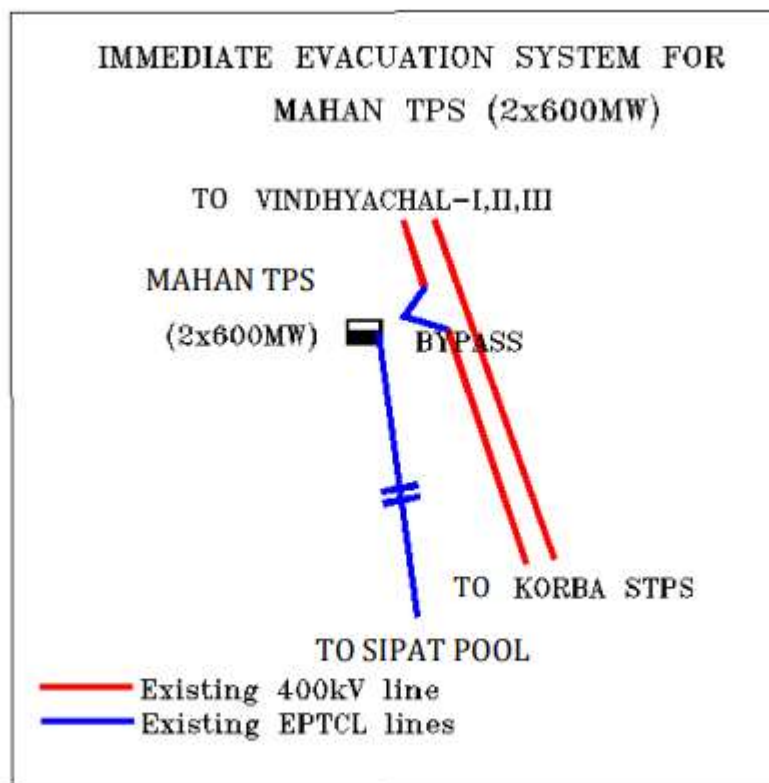 IMMEDIATE EVACUATION SYSTEM FOR
MAHAN TPS (2x600MW)
TO VINDHYACHAL-I,II,III
MAHAN TPS
(2x600MW)
BYPASS
TO KORBA STPS
TO SIPAT POOL
Existing 400kV line
Existing EPTCL lines